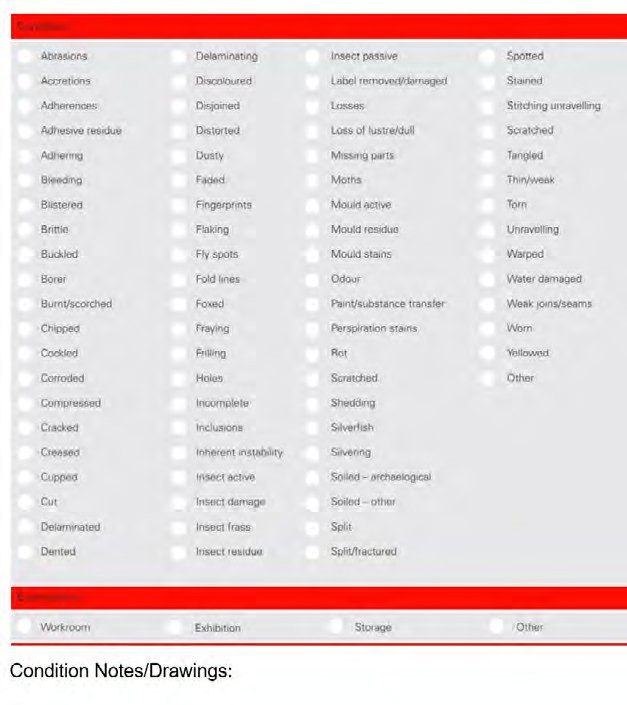 Abrasions
Accretions
Adherences
Adhesive residue
Adhering
Bleeding
Blistered
Brittle
Buckled
Borer
Burnt/scorched
Chipped
Cockled
Corroded
Compressed
Cracked
Creased
Cupped
Cut
Delaminated
Dented
Delaminating
Discoloured
Disjoined
Distorted
Dusty
Faded
Fingerprints
Flaking
Fly spots
Fold lines
Foxed
Fraying
Frilling
Holes
Incomplete
Inclusions
Inherent instability
Insect active
Insect damage
Insect frass
Insect residue
Insect passive
Label removed/damaged
Losses
Loss of lustre/dull
Missing parts
Moths
Mould active
Mould residue
Mould stains
Odour
Paint/substance transfer
Perspiration stains
Rot
Scratched
Shedding
Silverfish
Silvering
Soiled – archaelogical
Soiled – other
Split
Split/fractured
Spotted
Stained
Stitching unravelling
Scratched
Tangled
Thin/weak
Torn
Unravelling
Warped
Water damaged
Weak joins/seams
Worn
Yellowed
Other
Workroom
Exhibition
Storage
Other
Condition Notes/Drawings: